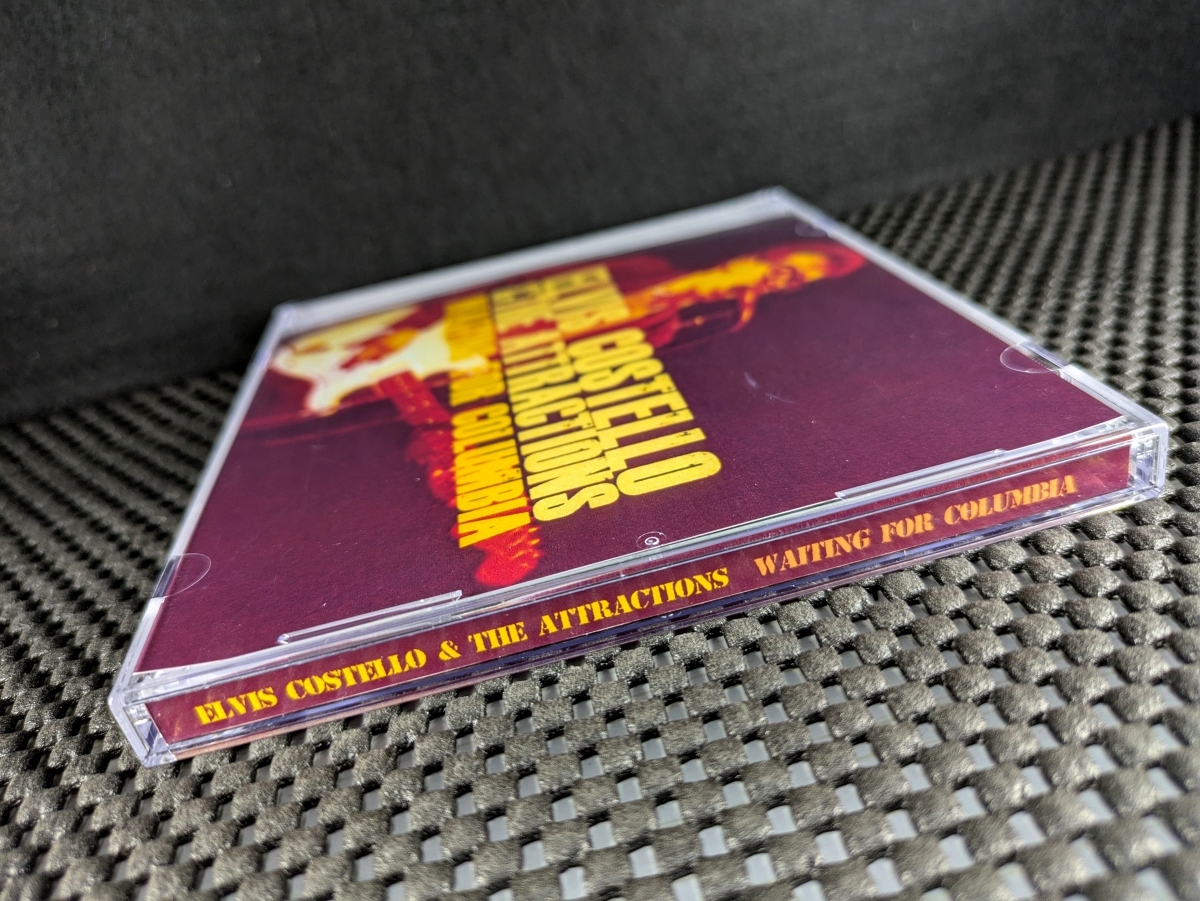 ELVIS COSTELLO
& THE ATTRACTIONS
WAITING FOR COLUMBIA
ELVIS COSTELLO & THE ATTRACTIONS WAITING FOR COLUMBIA